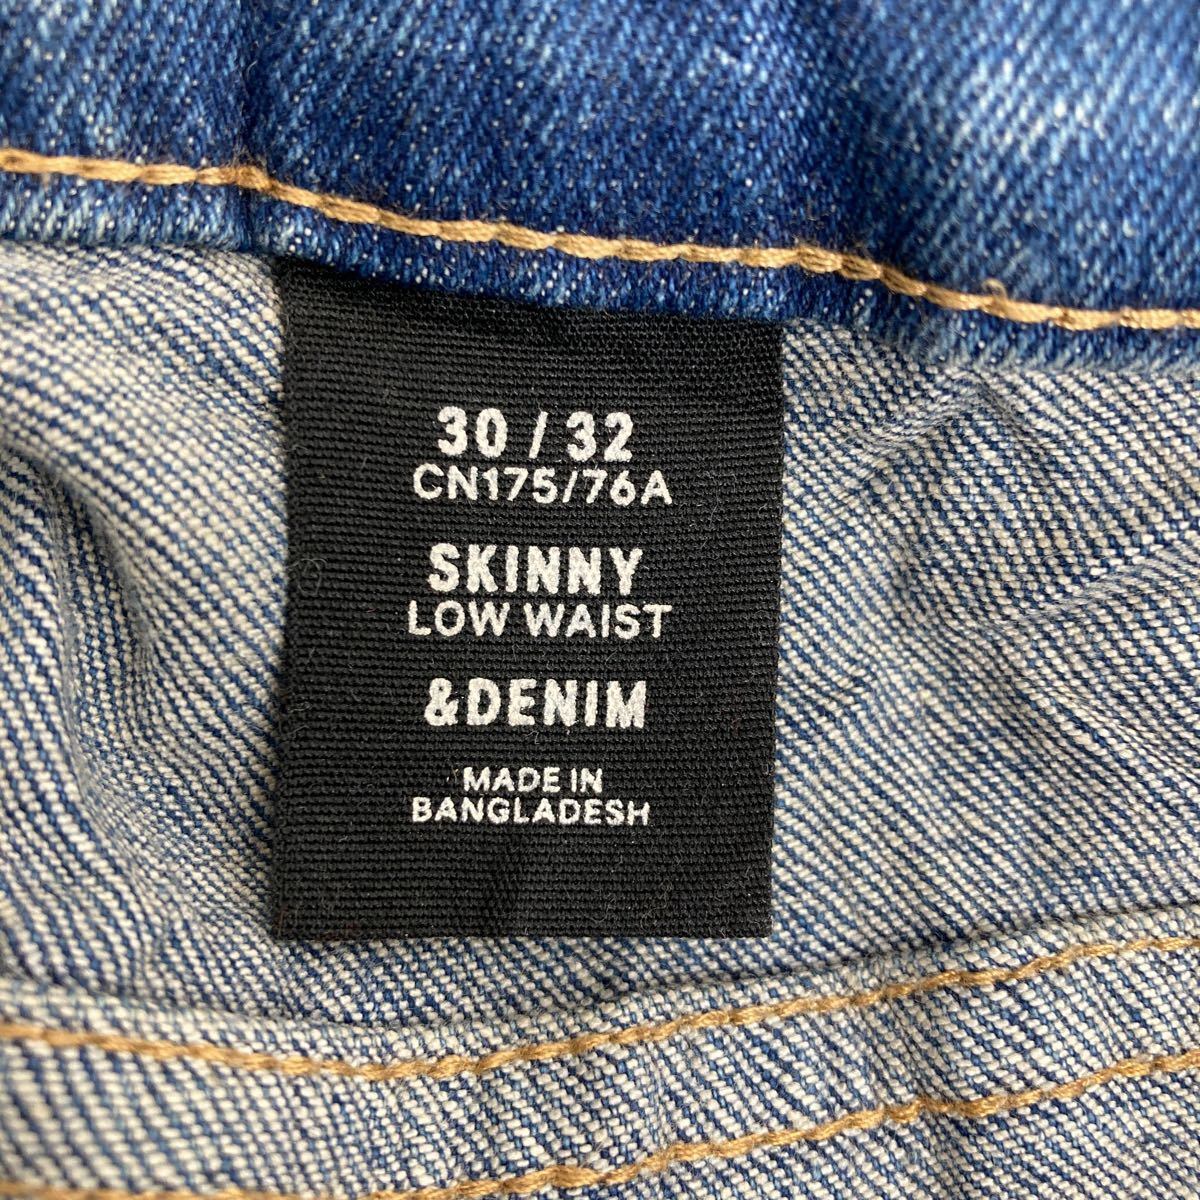 30 / 32
CN175/76A
SKINNY
LOW WAIST
&DENIM
MADE IN
BANGLADESH